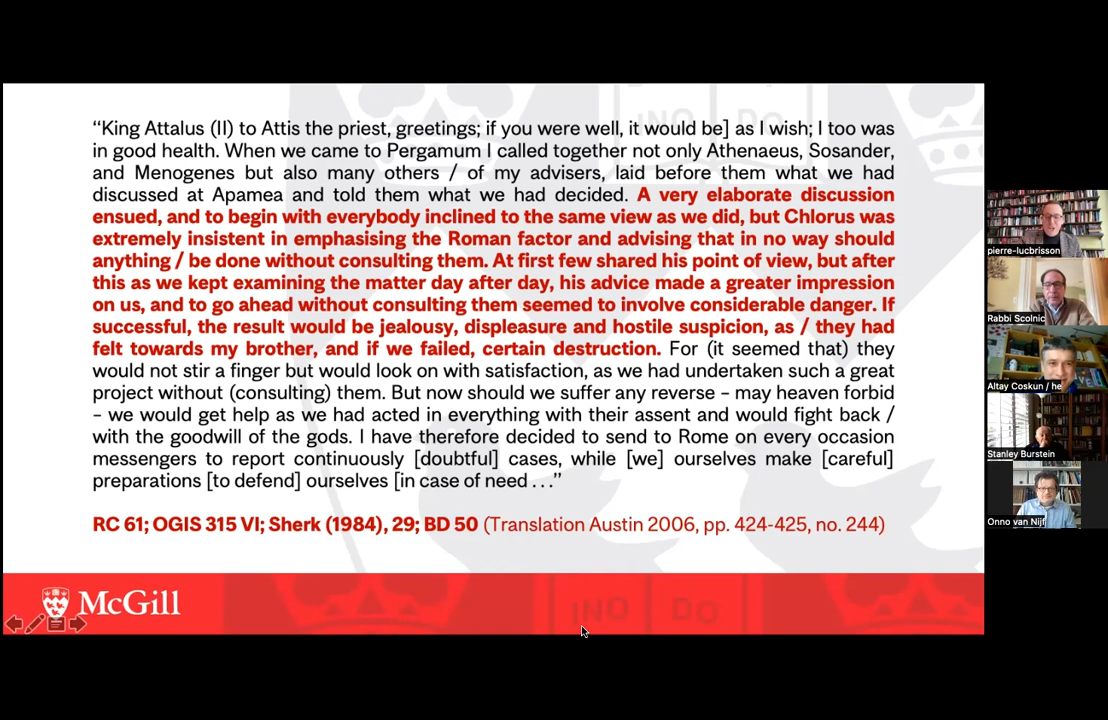 “King Attalus (II) to Attis the priest, greetings; if you were well, it would be] as I wish; I too was
in good health. When we came to Pergamum I called together not only Athenaeus, Sosander,
and Menogenes but also many others / of my advisers, laid before them what we had
discussed at Apamea and told them what we had decided. A very elaborate discussion
ensued, and to begin with everybody inclined to the same view as we did, but Chlorus was
extremely insistent in emphasising the Roman factor and advising that in no way should
anything / be done without consulting them. At first few shared his point of view, but after
this as we kept examining the matter day after day, his advice made a greater impression
on us, and to go ahead without consulting them seemed to involve considerable danger. If
successful, the result would be jealousy, displeasure and hostile suspicion, as / they had
felt towards my brother, and if we failed, certain destruction. For (it seemed that) they
would not stir a finger but would look on with satisfaction, as we had undertaken such a great
project without (consulting) them. But now should we suffer any reverse – may heaven forbid
– we would get help as we had acted in everything with their assent and would fight back /
with the goodwill of the gods. I have therefore decided to send to Rome on every occasion
messengers to report continuously [doubtful] cases, while [we] ourselves make [careful]
preparations [to defend] ourselves [in case of need . . .”
RC 61; OGIS 315 VI; Sherk (1984), 29; BD 50 (Translation Austin 2006, pp. 424-425, no. 244)
McGill
INO DO
INO DO
pierre-lucbrisson
Rabbi Scolnic
Altay Coskun / he
Stanley Burstein
Onno van Nijf